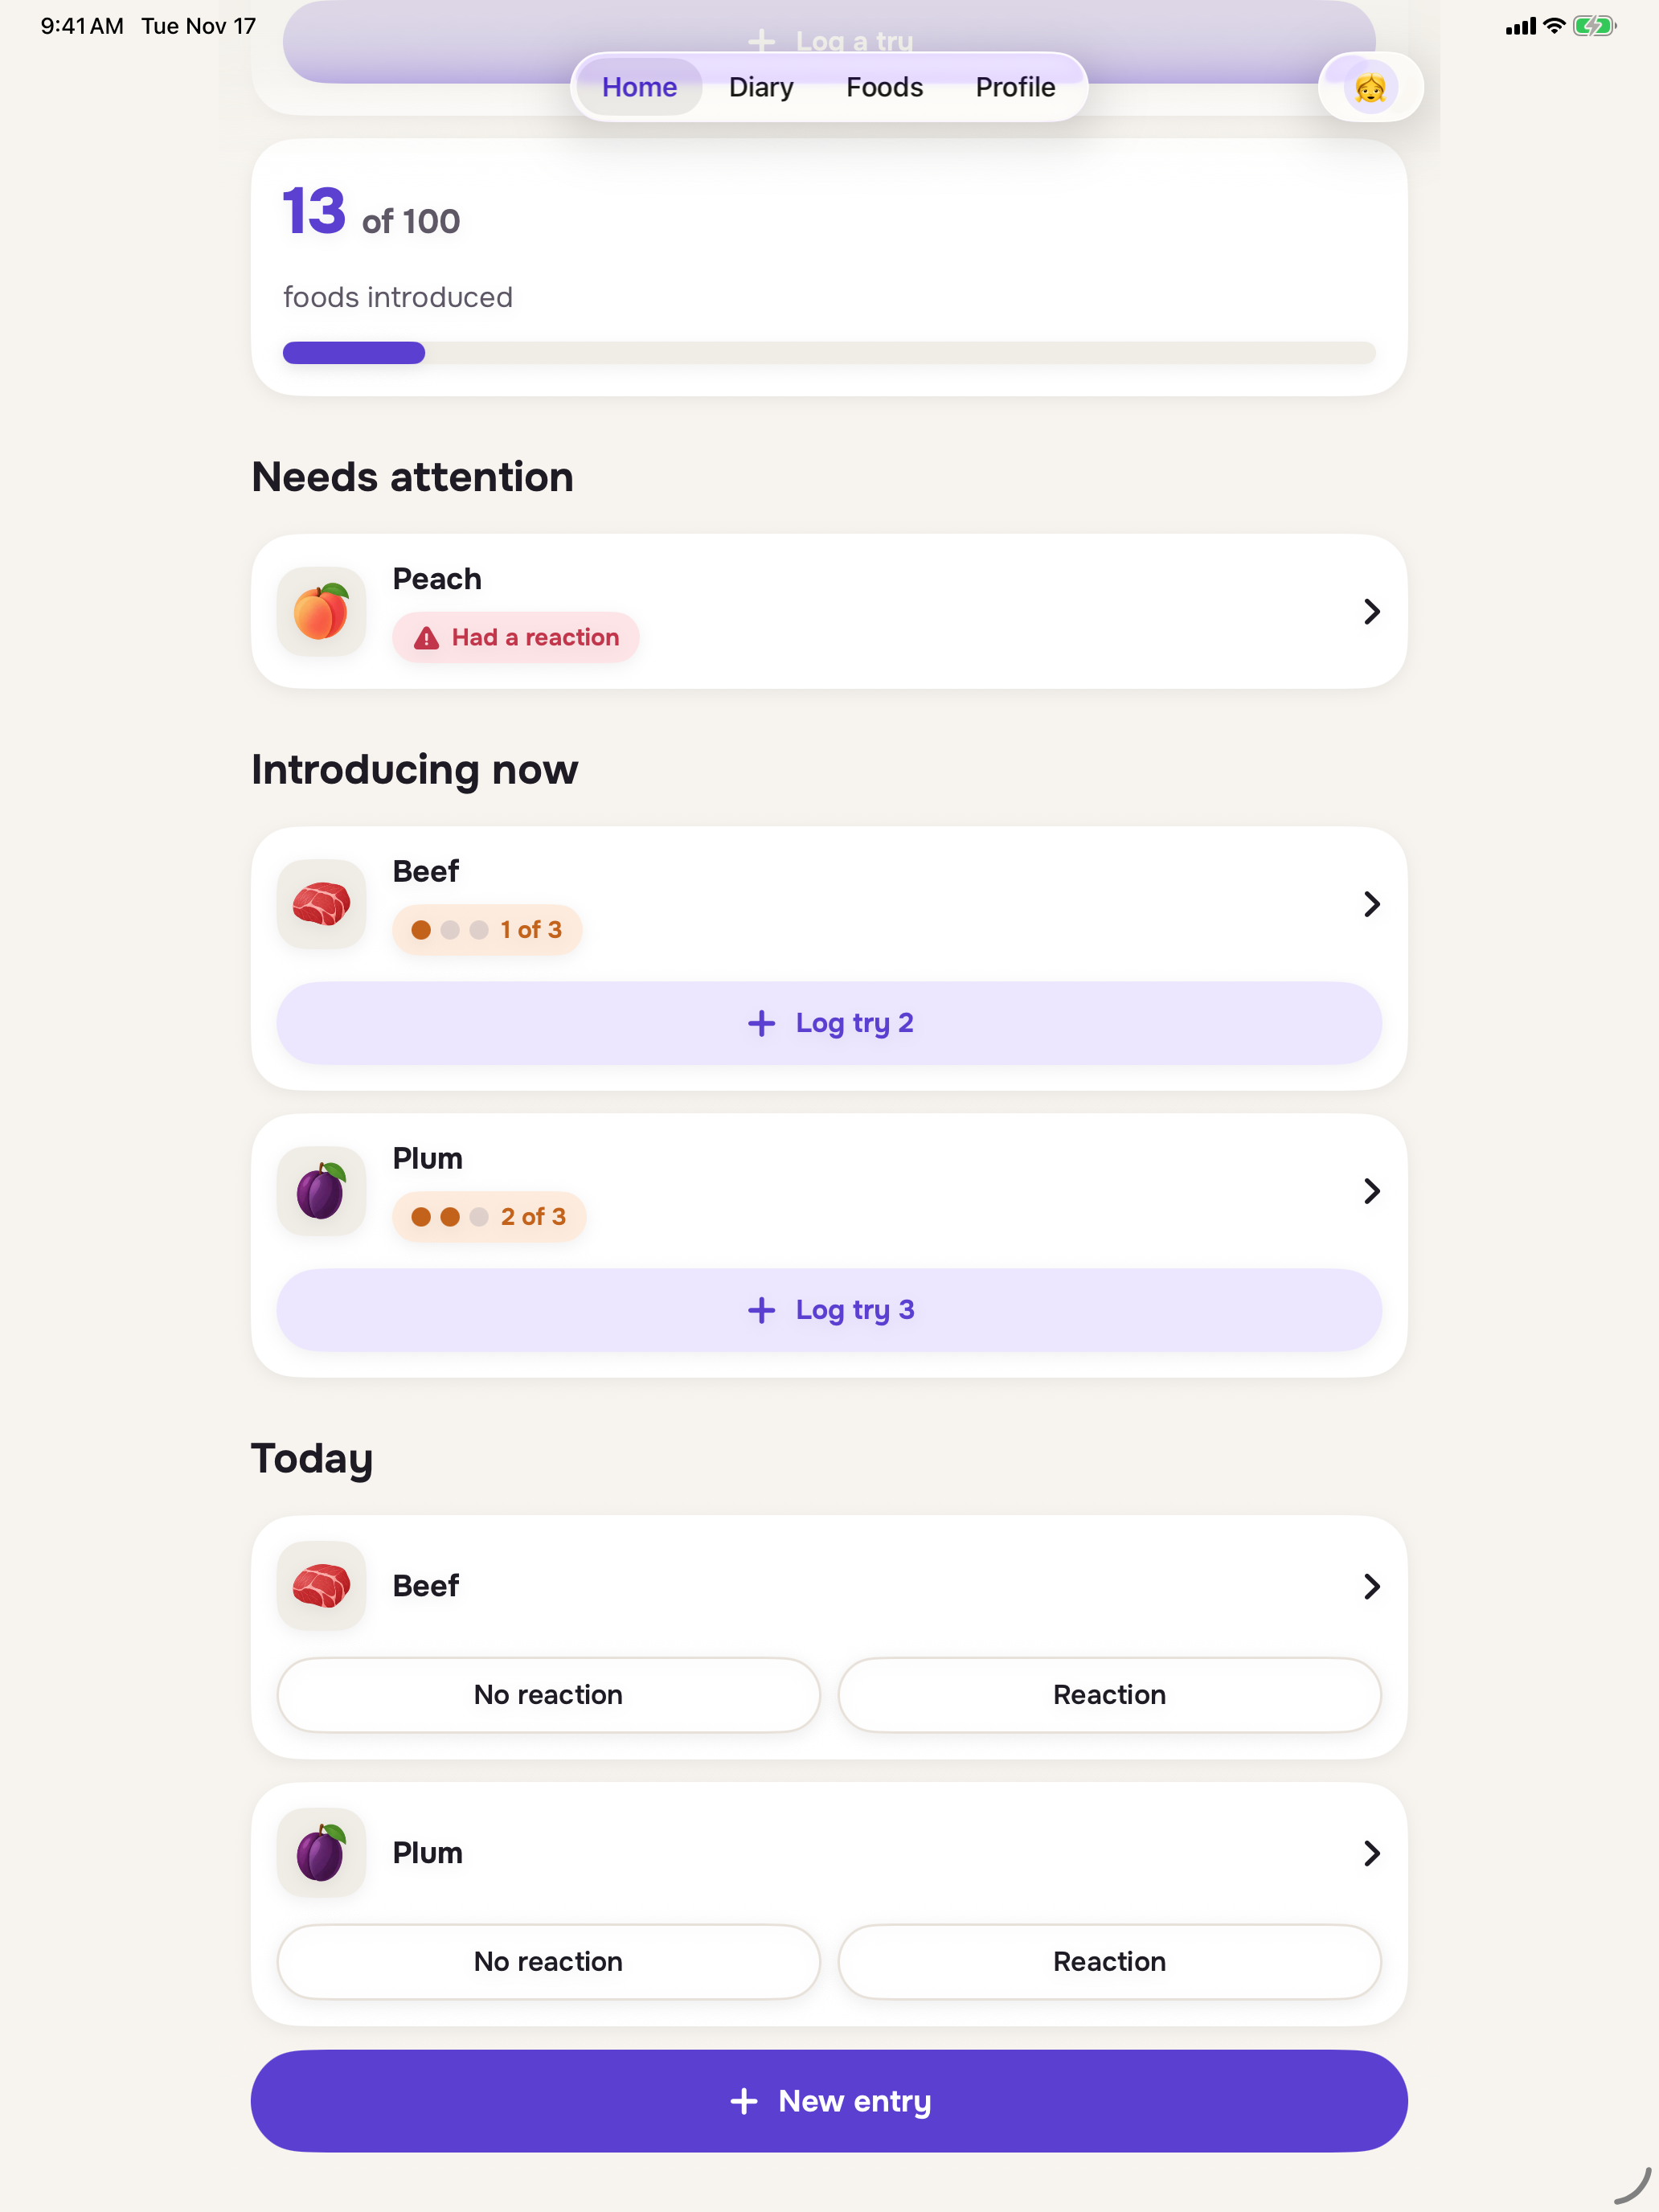 9:41 AM Tue Nov 17
Log a try
Home Diary Foods Profile
13 of 100
foods introduced
Needs attention
Peach
Had a reaction
Introducing now
Beef
1 of 3
Log try 2
Plum
2 of 3
Log try 3
Today
Beef
No reaction Reaction
Plum
No reaction Reaction
New entry